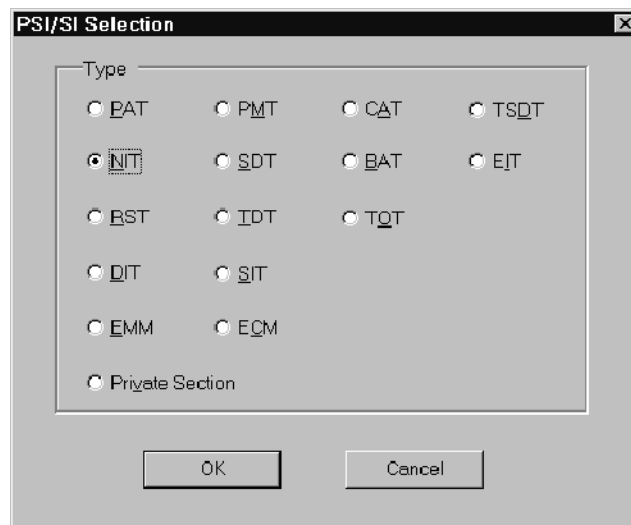 PSI/SI Selection
Type
PAT PMT CAT TSDT
NIT SDT BAT EIT
RST TDT TOT
DIT SIT
EMM ECM
Private Section
OK Cancel